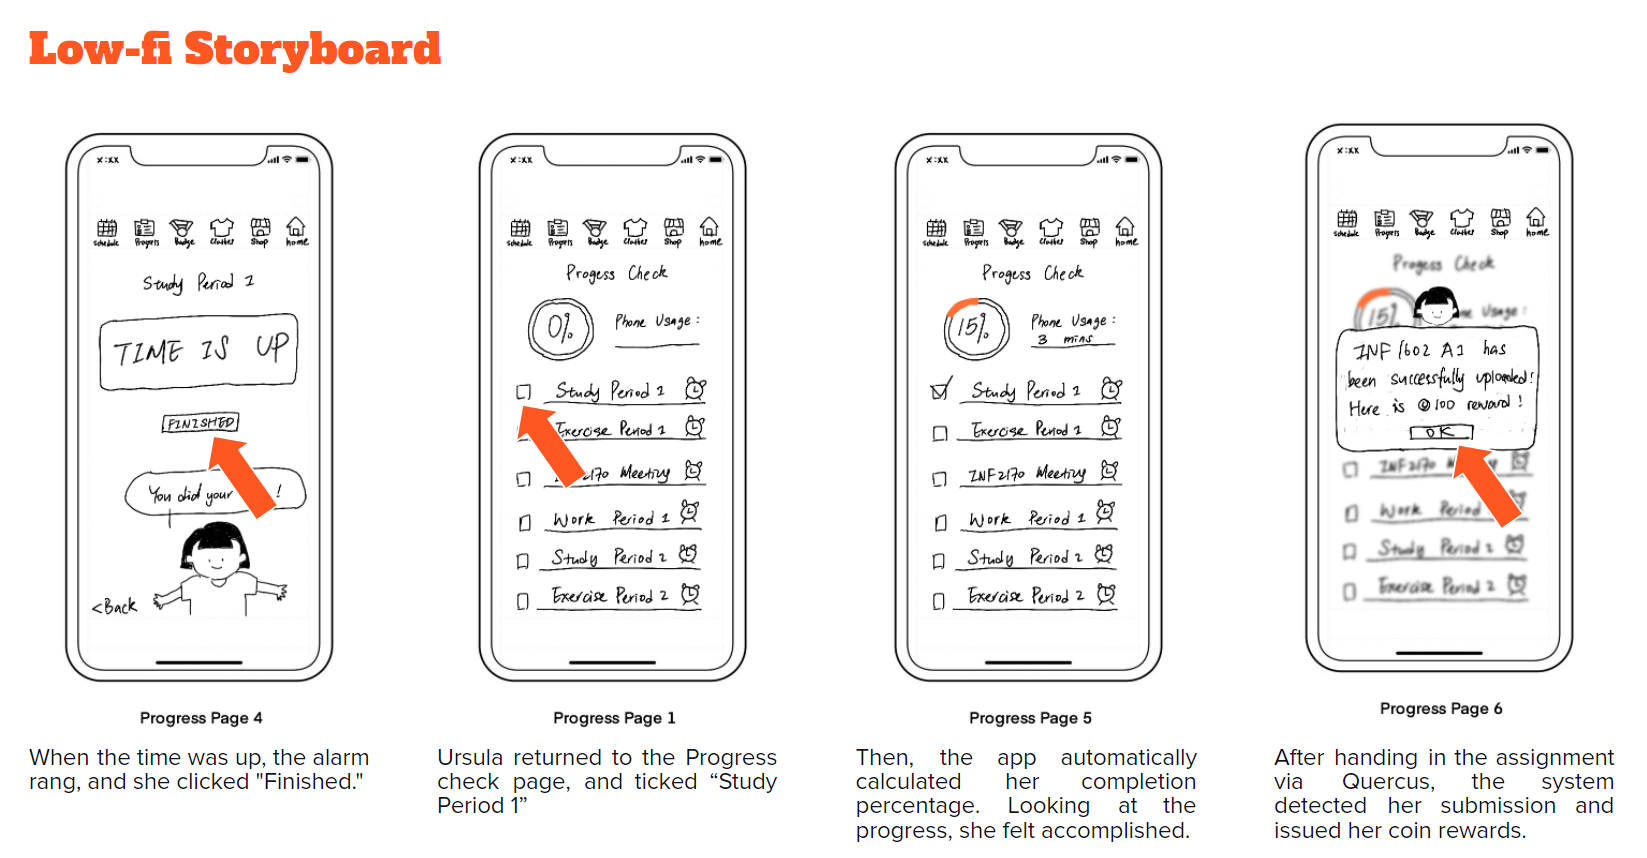 Low-fi Storyboard
x:xx
Schedule Progress Badge Clothes Shop home
Study Period 1
TIME IS UP
FINISHED
You did your !
<Back
Progress Page 4
When the time was up, the alarm
rang, and she clicked "Finished."
x:xx
Schedule Progress Badge Clothes Shop home
Progess Check
0%
Phone Usage :
Study Period 1
Exercise Period 1
2170 Meeting
Work Period 1
Study Period 2
Exercise Period 2
Progress Page 1
Ursula returned to the Progress
check page, and ticked “Study
Period 1”
x:xx
Schedule Progress Badge Clothes Shop home
Progess Check
15%
Phone Usage :
3 mins
Study Period 1
Exercise Period 1
INF2170 Meeting
Work Period 1
Study Period 2
Exercise Period 2
Progress Page 5
Then, the app automatically
calculated her completion
percentage. Looking at the
progress, she felt accomplished.
x:xx
Schedule Progress Badge Clothes Shop home
Progess Check
15%
Usage :
INF 1602 A1 has
been successfully uploaded!
Here is 100 reward!
OK
INF2170
Work Period
Study Period 2
Exercise Period 2
Progress Page 6
After handing in the assignment
via Quercus, the system
detected her submission and
issued her coin rewards.